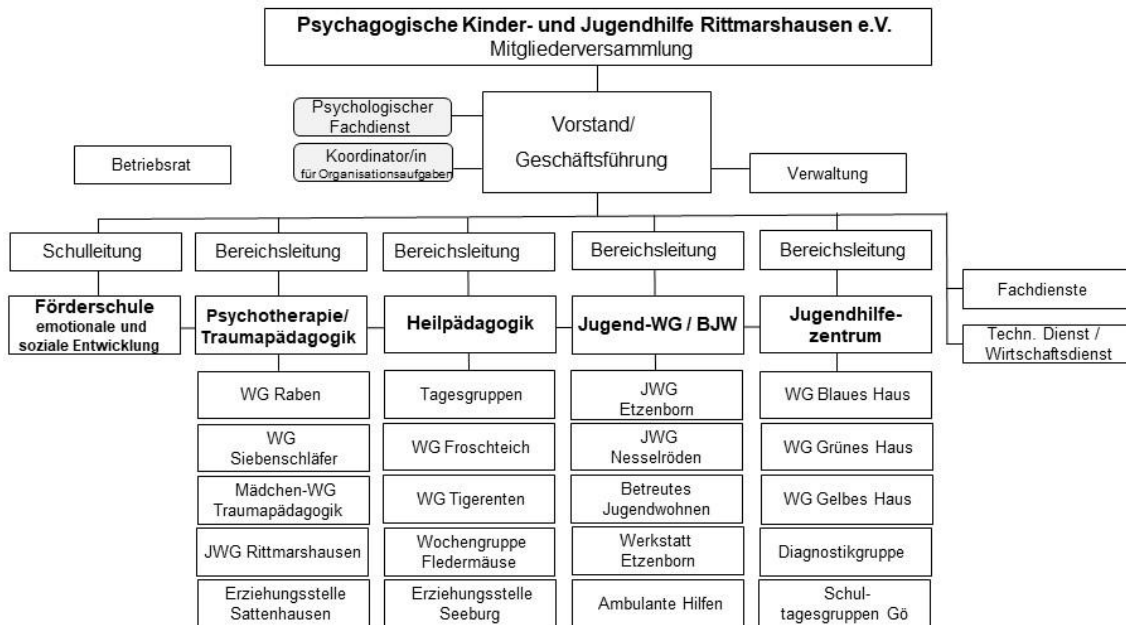 Psychagogische Kinder- und Jugendhilfe Rittmarshausen e.V.
Mitgliederversammlung
Psychologischer
Fachdienst
Vorstand/
Geschäftsführung
Koordinator/in
für Organisationsaufgaben
Betriebsrat
Verwaltung
Schulleitung
Bereichsleitung
Bereichsleitung
Bereichsleitung
Bereichsleitung
Fachdienste
Techn. Dienst /
Wirtschaftsdienst
Förderschule
emotionale und
soziale Entwicklung
Psychotherapie/
Traumapädagogik
Heilpädagogik
Jugend-WG / BJW
Jugendhilfe-
zentrum
WG Raben
Tagesgruppen
JWG
Etzenborn
WG Blaues Haus
WG
Siebenschläfer
WG Froschteich
JWG
Nesselröden
WG Grünes Haus
Mädchen-WG
Traumapädagogik
WG Tigerenten
Betreutes
Jugendwohnen
WG Gelbes Haus
JWG Rittmarshausen
Wochengruppe
Fledermäuse
Werkstatt
Etzenborn
Diagnostikgruppe
Erziehungsstelle
Sattenhausen
Erziehungsstelle
Seeburg
Ambulante Hilfen
Schul-
tagesgruppen Gö